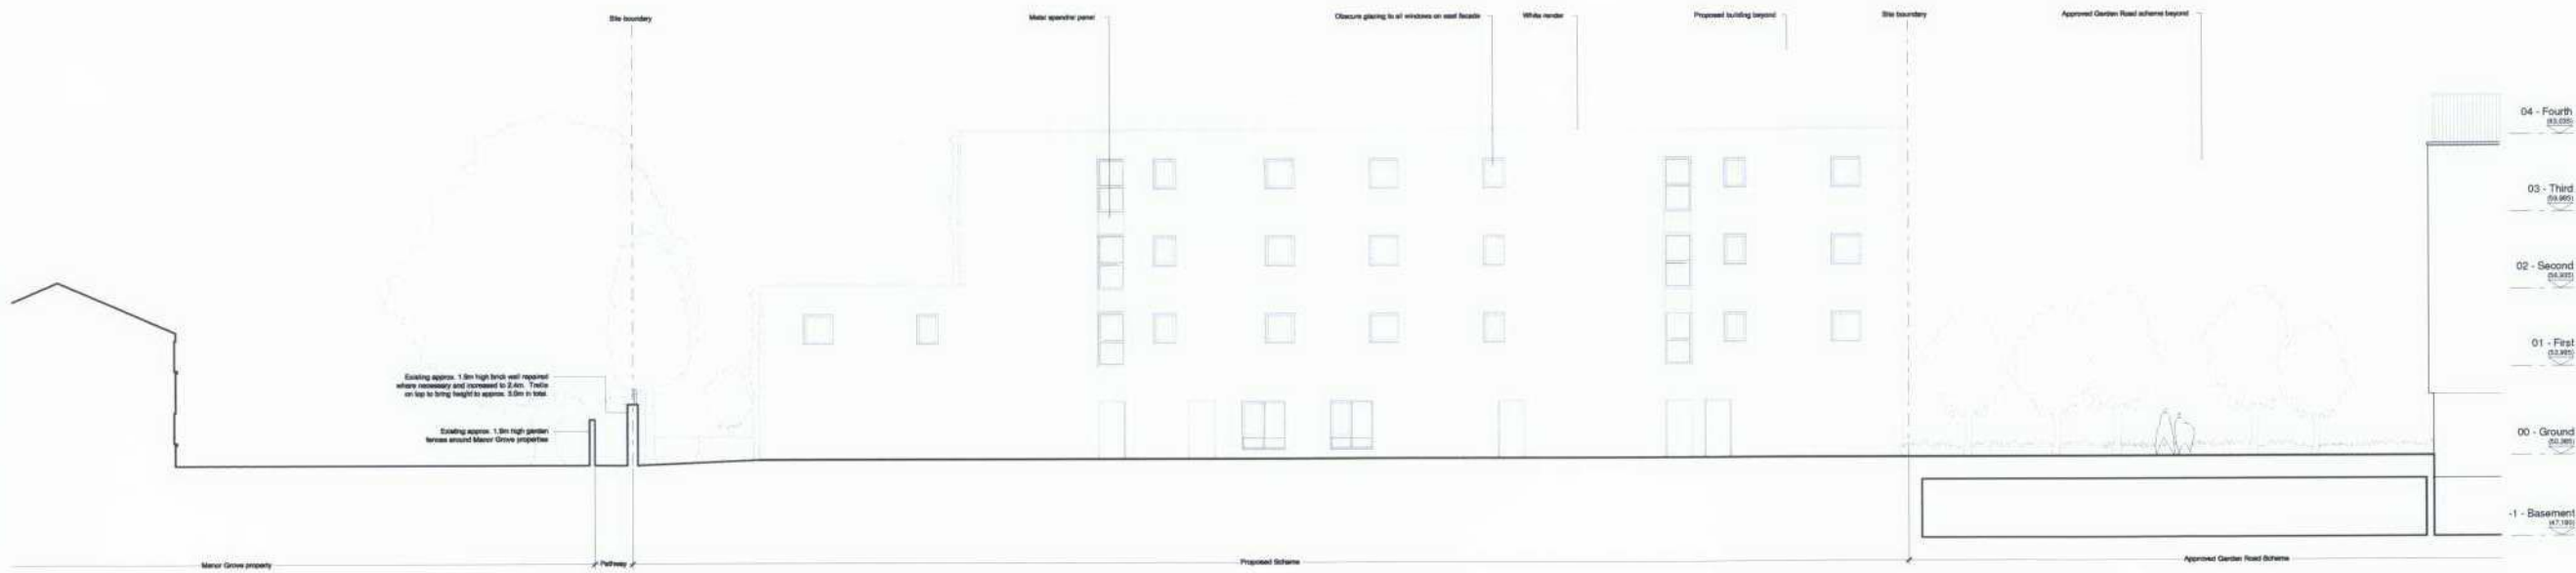 Site boundary
Metal spandrel panel
Obscure glazing to all windows on east facade
White render
Proposed building beyond
Site boundary
Approved Garden Road scheme beyond
04 - Fourth
03 - Third
02 - Second
01 - First
00 - Ground
-1 - Basement
Existing approx. 1.9m high brick wall repaired
where necessary and increased to 2.4m. Trellis
on top to bring height to approx. 3.0m in total.
Existing approx. 1.8m high garden
fences around Manor Grove properties
Manor Grove property
Pathway
Proposed Scheme
Approved Garden Road Scheme